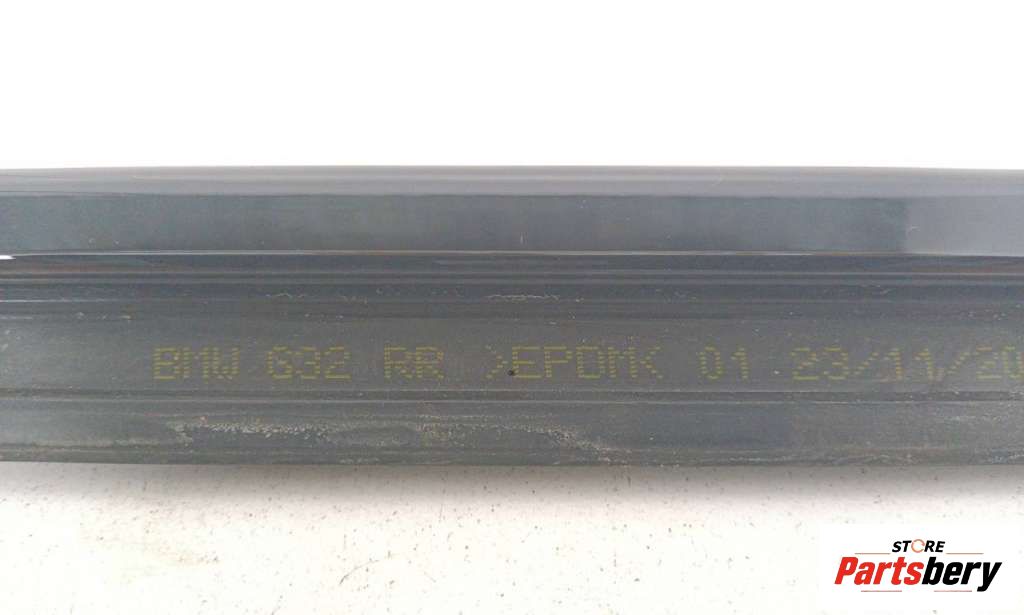 BMW 632 RR >EPDM< 01 23/11/20
STORE
Partsbery